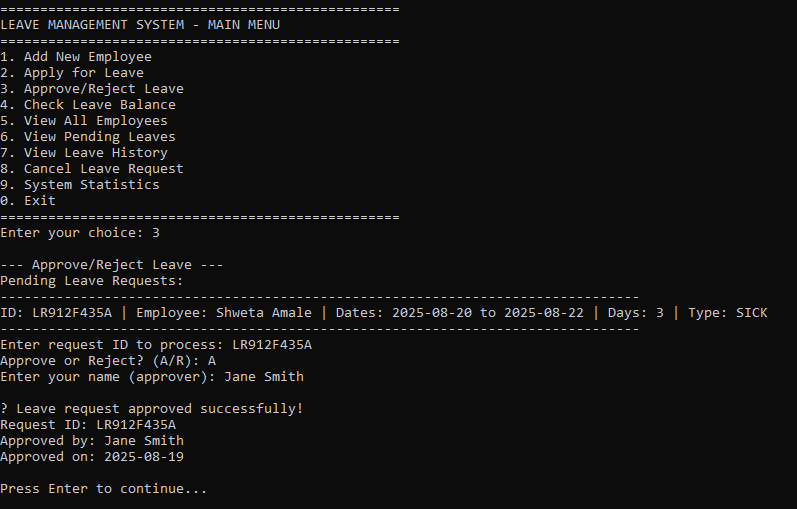 ==================================================
LEAVE MANAGEMENT SYSTEM - MAIN MENU
==================================================
1. Add New Employee
2. Apply for Leave
3. Approve/Reject Leave
4. Check Leave Balance
5. View All Employees
6. View Pending Leaves
7. View Leave History
8. Cancel Leave Request
9. System Statistics
0. Exit
==================================================
Enter your choice: 3

--- Approve/Reject Leave ---
Pending Leave Requests:
--------------------------------------------------------------------------------
ID: LR912F435A | Employee: Shweta Amale | Dates: 2025-08-20 to 2025-08-22 | Days: 3 | Type: SICK
--------------------------------------------------------------------------------
Enter request ID to process: LR912F435A
Approve or Reject? (A/R): A
Enter your name (approver): Jane Smith

? Leave request approved successfully!
Request ID: LR912F435A
Approved by: Jane Smith
Approved on: 2025-08-19

Press Enter to continue...